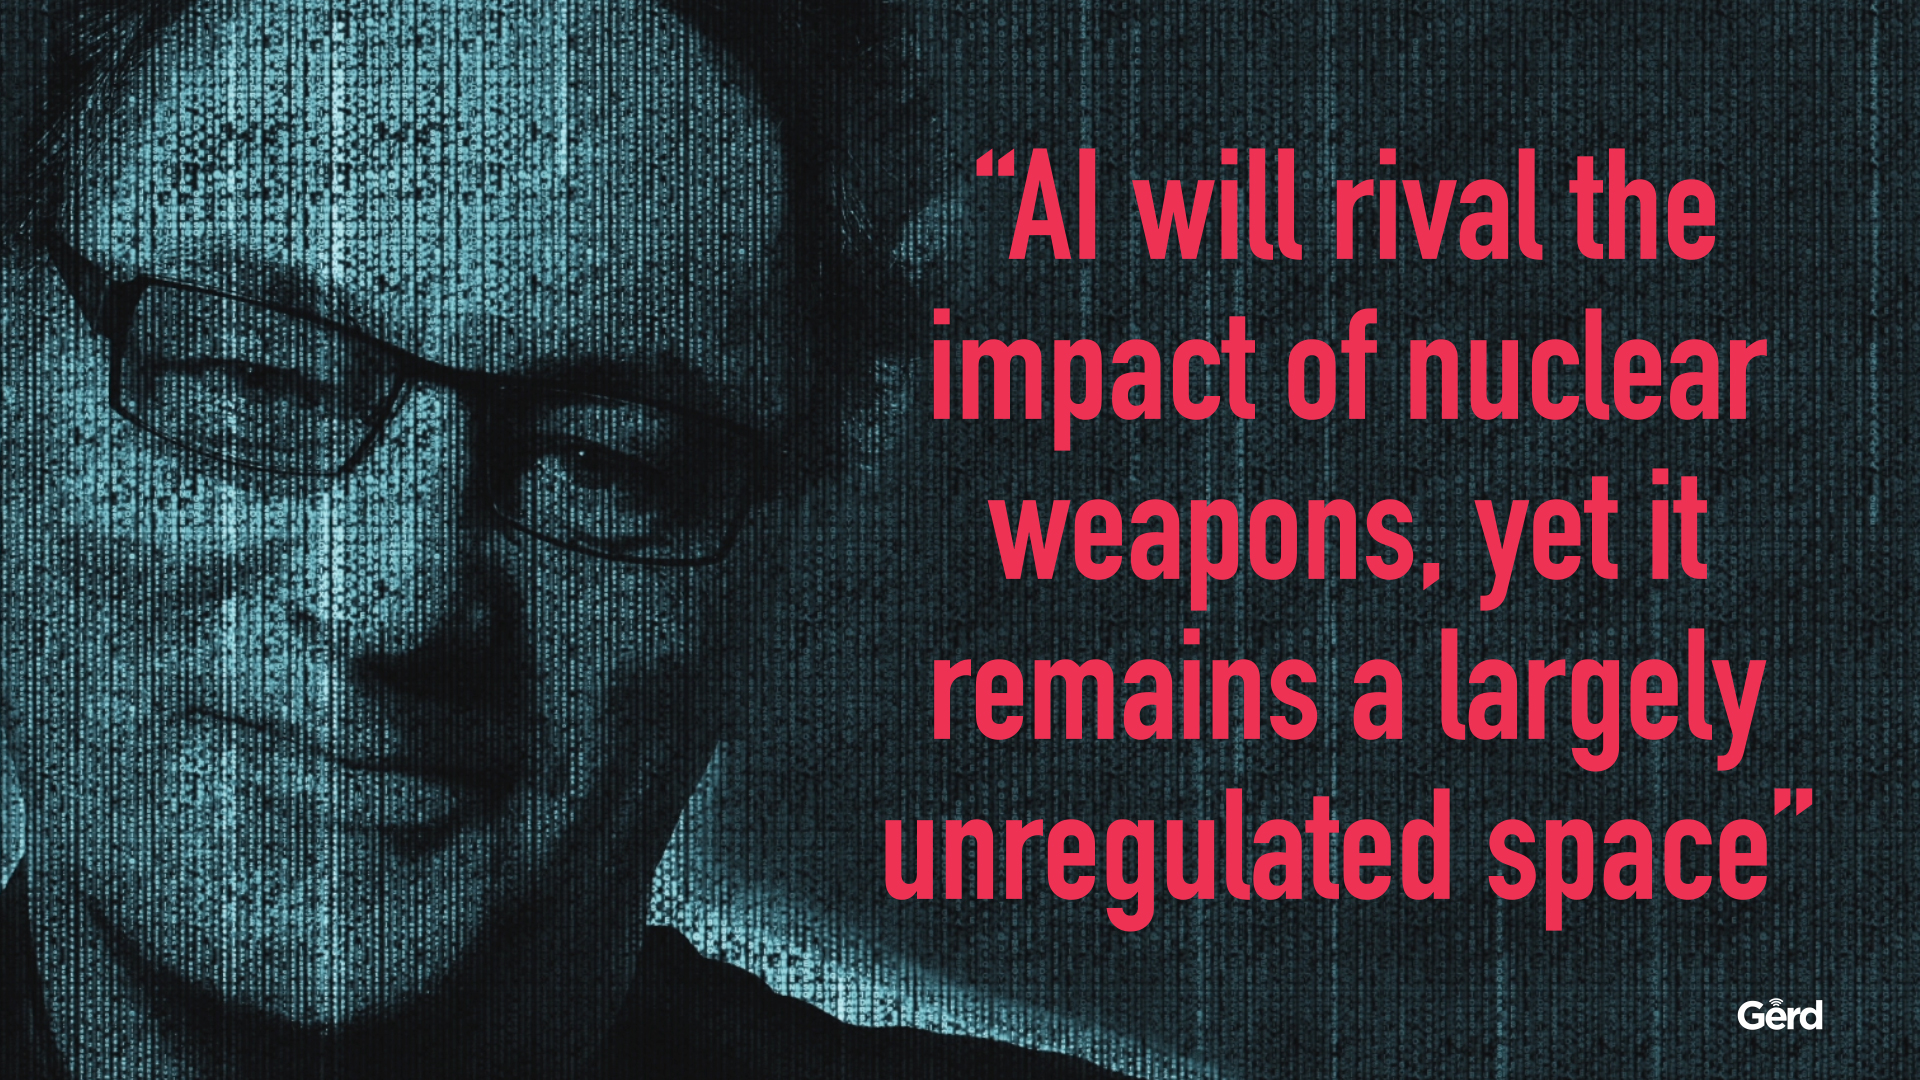 “AI will rival the
impact of nuclear
weapons, yet it
remains a largely
unregulated space”
Gerd